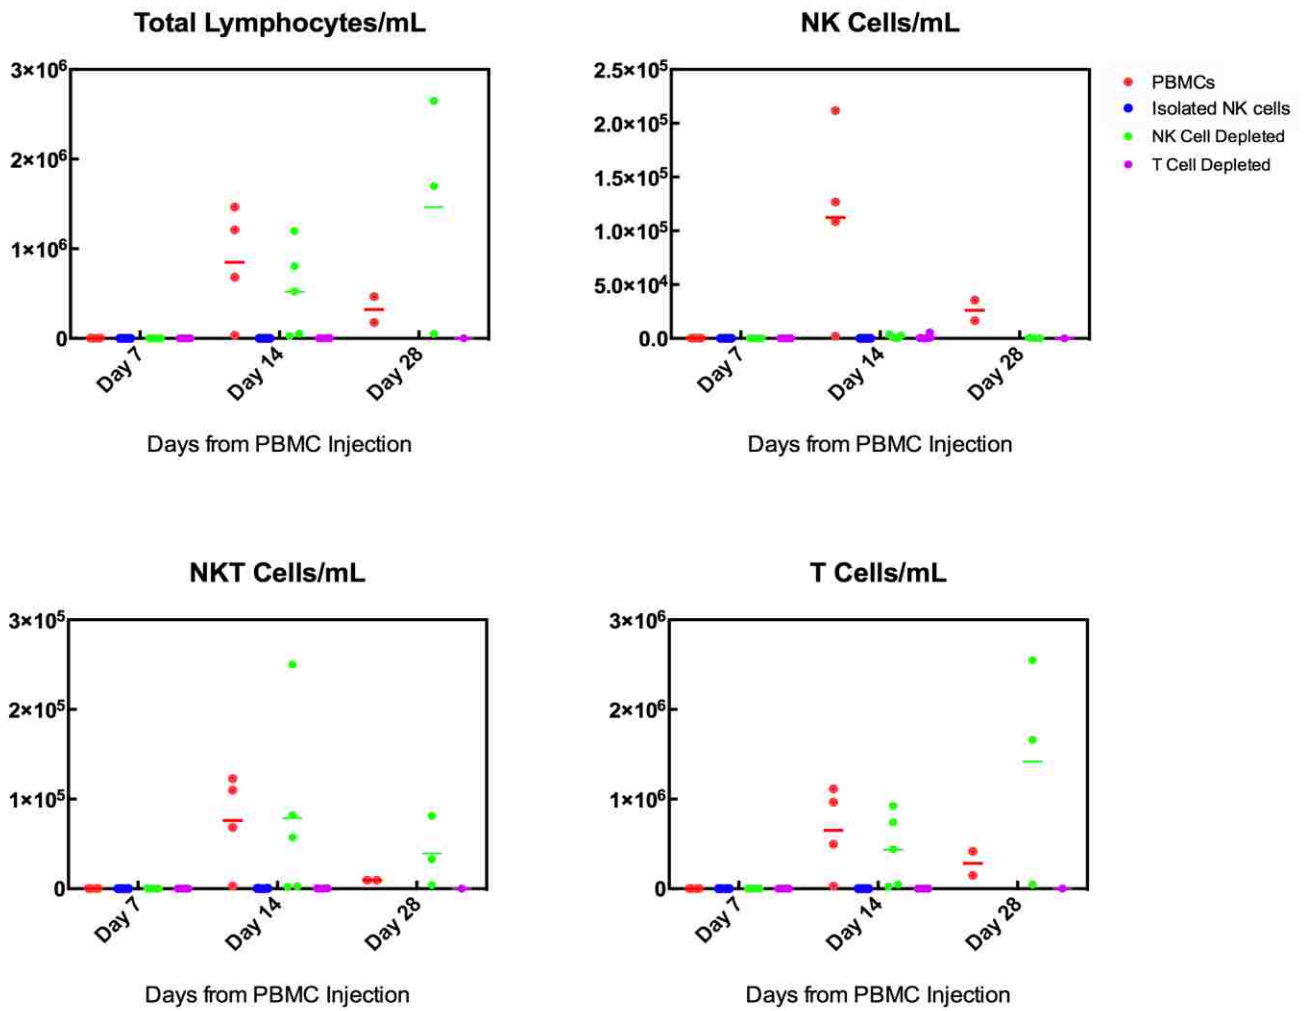 Total Lymphocytes/mL
3×10⁶
2×10⁶
1×10⁶
0
Day 7
Day 14
Day 28
Days from PBMC Injection
NK Cells/mL
2.5×10⁵
2.0×10⁵
1.5×10⁵
1.0×10⁵
5.0×10⁴
0.0
Day 7
Day 14
Day 28
Days from PBMC Injection
PBMCs
Isolated NK cells
NK Cell Depleted
T Cell Depleted
NKT Cells/mL
3×10⁵
2×10⁵
1×10⁵
0
Day 7
Day 14
Day 28
Days from PBMC Injection
T Cells/mL
3×10⁶
2×10⁶
1×10⁶
0
Day 7
Day 14
Day 28
Days from PBMC Injection